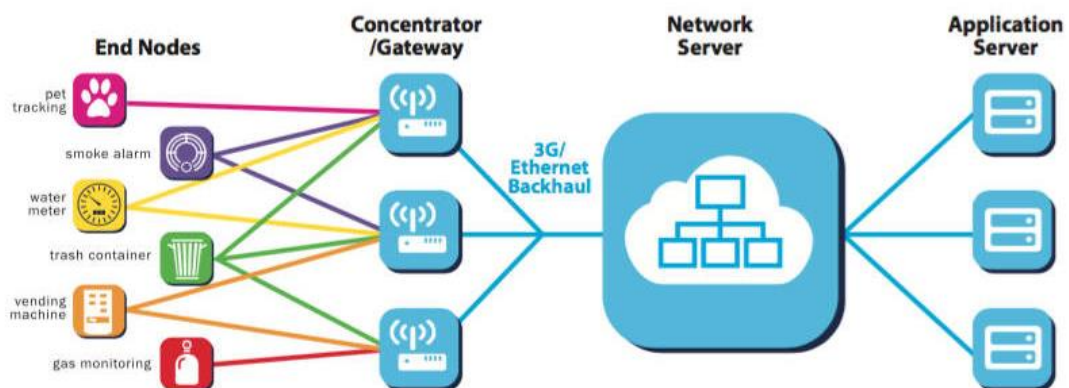 End Nodes
Concentrator
/Gateway
Network
Server
Application
Server
pet
tracking
smoke alarm
water
meter
trash container
vending
machine
gas monitoring
3G/
Ethernet
Backhaul